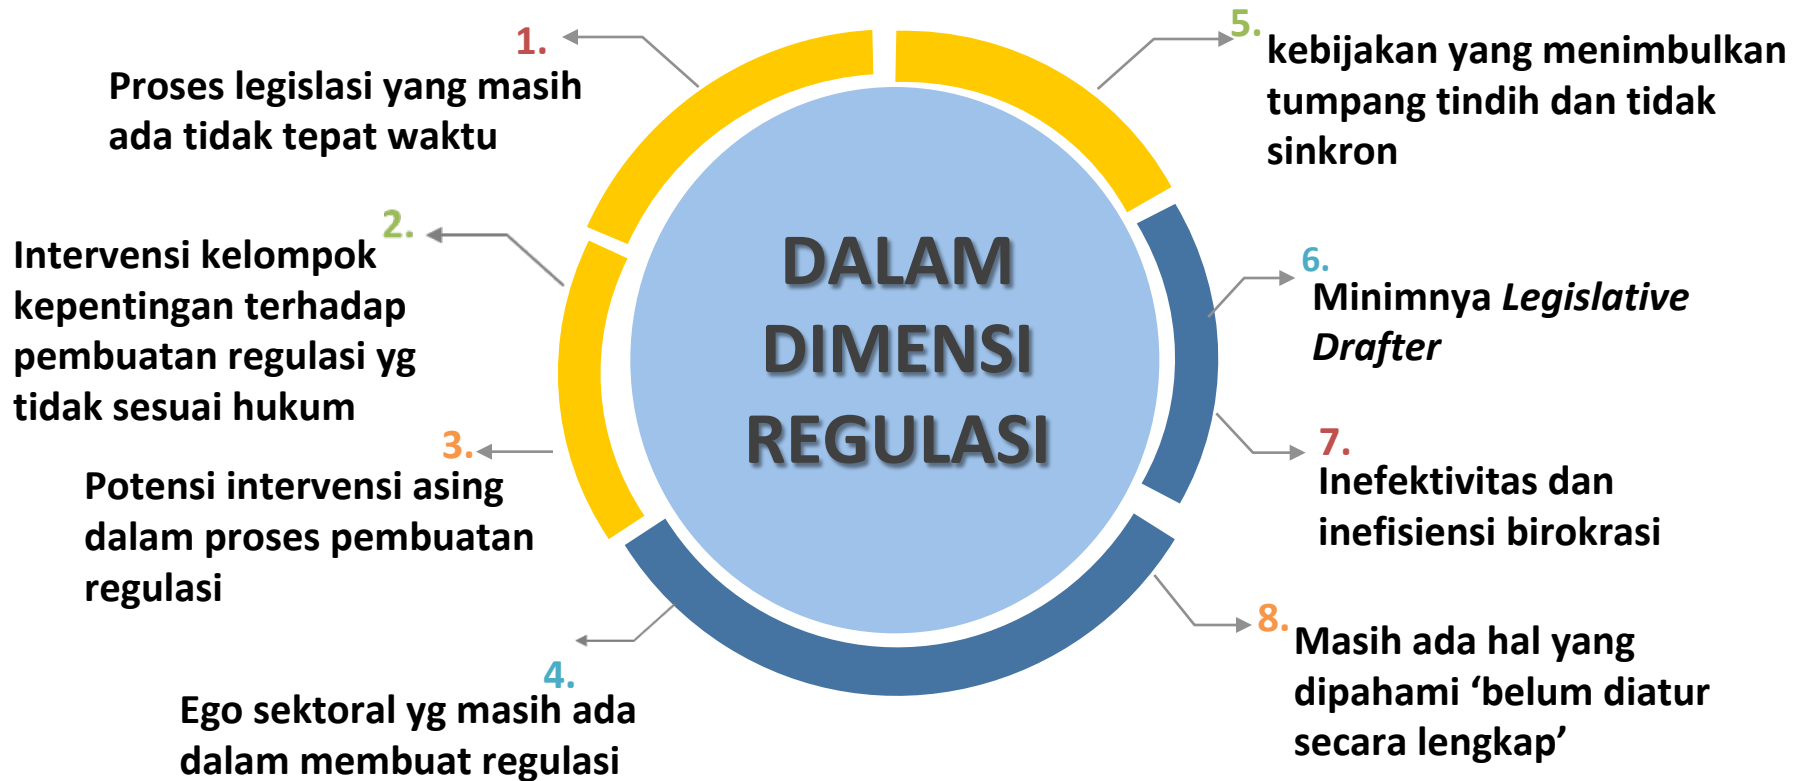 1.
Proses legislasi yang masih
ada tidak tepat waktu
2.
Intervensi kelompok
kepentingan terhadap
pembuatan regulasi yg
tidak sesuai hukum
3.
Potensi intervensi asing
dalam proses pembuatan
regulasi
4.
Ego sektoral yg masih ada
dalam membuat regulasi
DALAM
DIMENSI
REGULASI
5.
kebijakan yang menimbulkan
tumpang tindih dan tidak
sinkron
6.
Minimnya Legislative
Drafter
7.
Inefektivitas dan
inefisiensi birokrasi
8.
Masih ada hal yang
dipahami ‘belum diatur
secara lengkap’